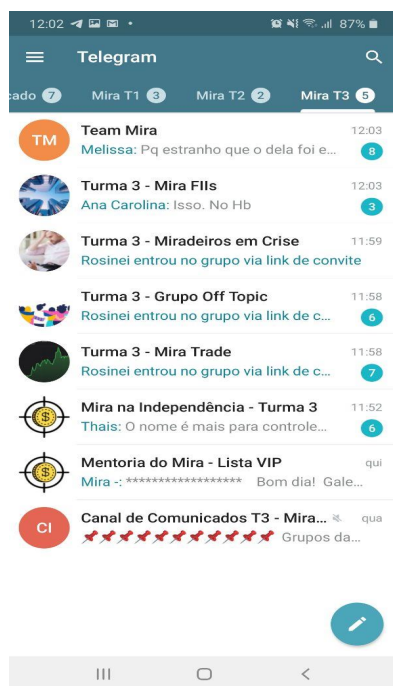 12:02 87%
Telegram
cado 7 Mira T1 3 Mira T2 2 Mira T3 5
TM Team Mira 12:03
Melissa: Pq estranho que o dela foi e... 8
Turma 3 - Mira FIIs 12:03
Ana Carolina: Isso. No Hb 3
Turma 3 - Miradeiros em Crise 11:59
Rosinei entrou no grupo via link de convite
Turma 3 - Grupo Off Topic 11:58
Rosinei entrou no grupo via link de c... 6
Turma 3 - Mira Trade 11:58
Rosinei entrou no grupo via link de c... 7
Mira na Independência - Turma 3 11:52
Thais: O nome é mais para controle... 6
Mentoria do Mira - Lista VIP qui
Mira -: ****************** Bom dia! Gale...
CI Canal de Comunicados T3 - Mira... qua
📌📌📌📌📌📌📌📌📌📌📌 Grupos da...